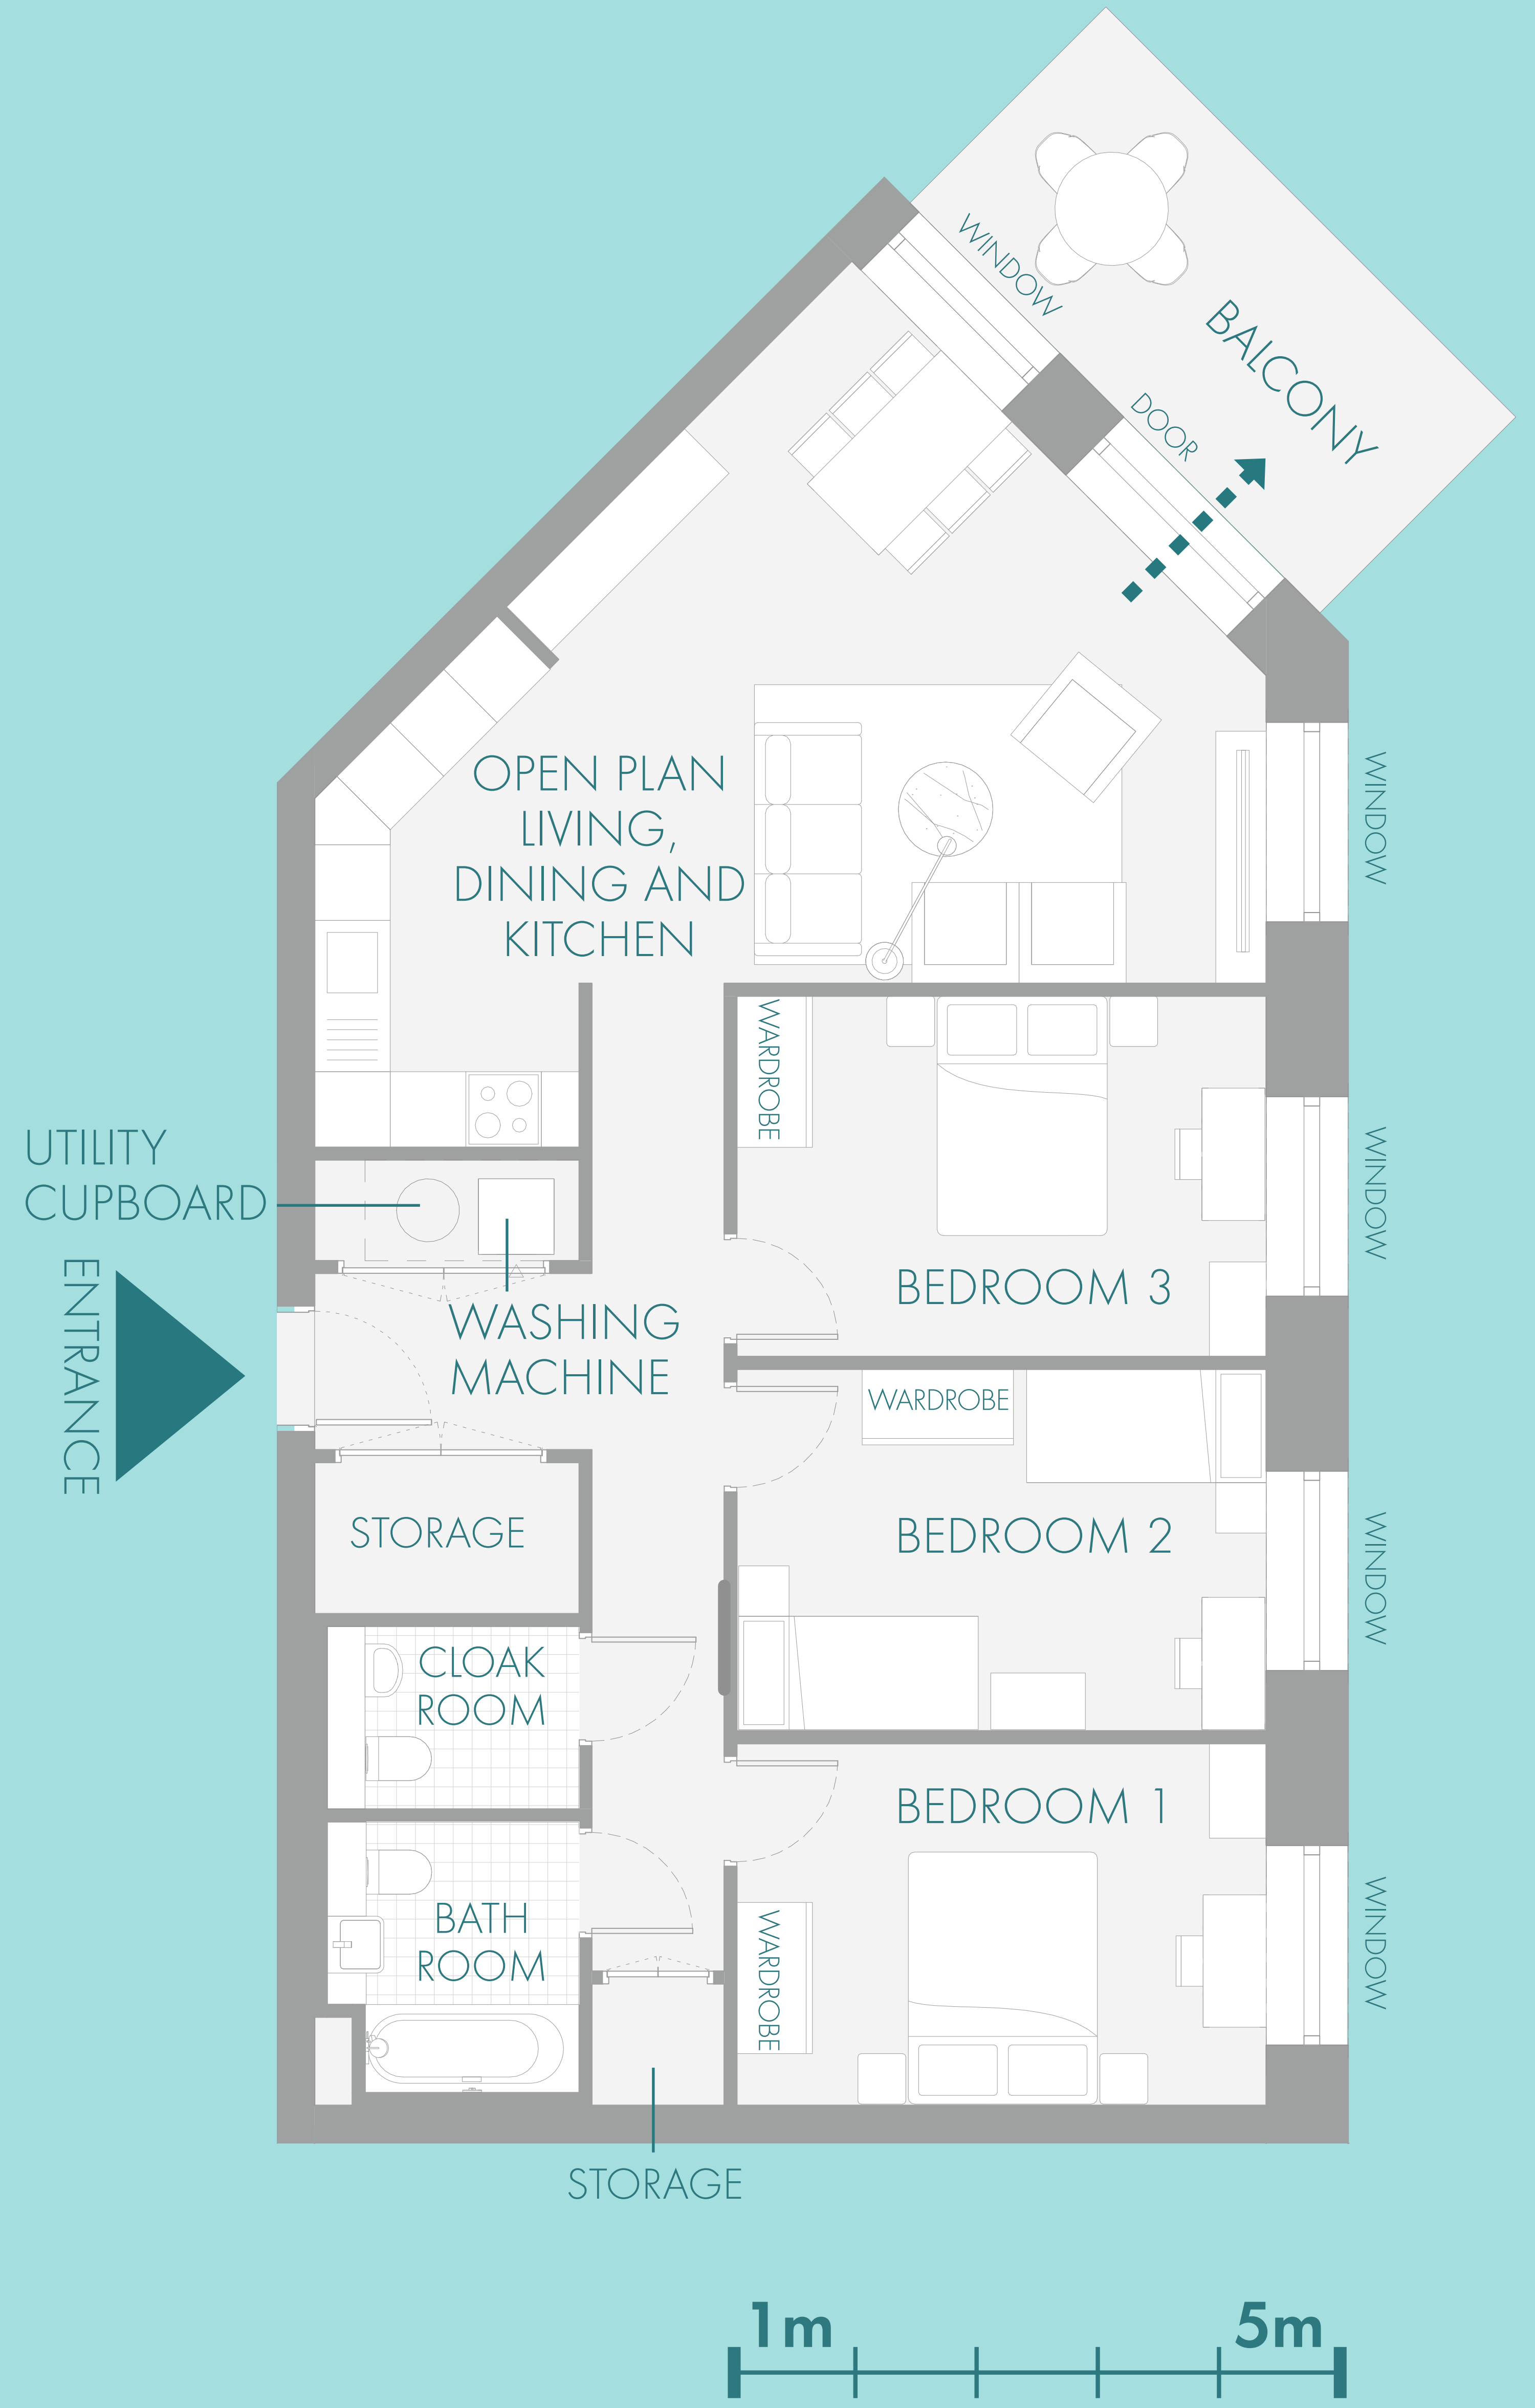 WINDOW
BALCONY
DOOR
OPEN PLAN
LIVING,
DINING AND
KITCHEN
WINDOW
WARDROBE
UTILITY
CUPBOARD
WINDOW
ENTRANCE
WASHING
MACHINE
BEDROOM 3
WARDROBE
STORAGE
BEDROOM 2
WINDOW
CLOAK
ROOM
BEDROOM 1
BATH
ROOM
WARDROBE
WINDOW
STORAGE
1m
5m